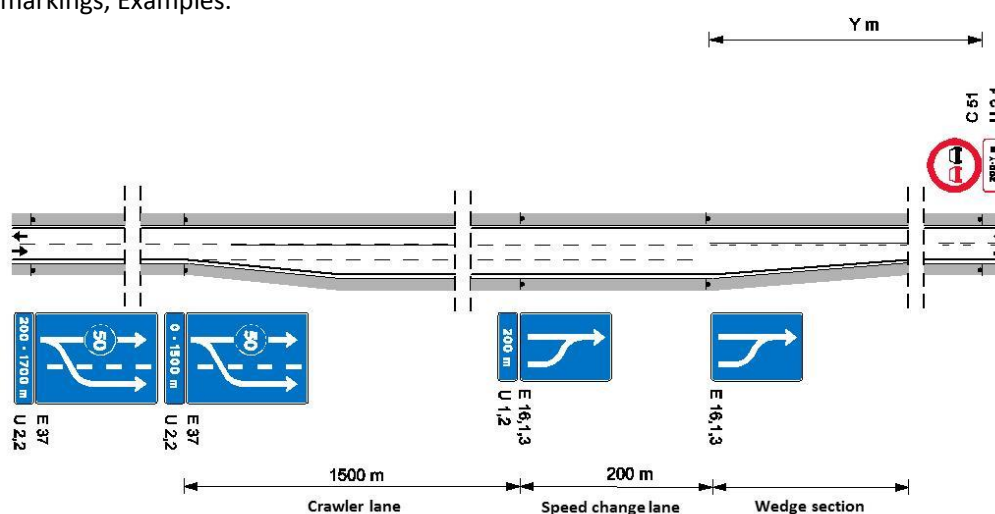 markings, Examples.
Y m
C 51
200-Y m
50
50
200 - 1700 m
0 - 1500 m
200 m
U 2,2
E 37
U 2,2
E 37
U 1,2
E 16,1,3
E 16,1,3
1500 m
200 m
Crawler lane
Speed change lane
Wedge section